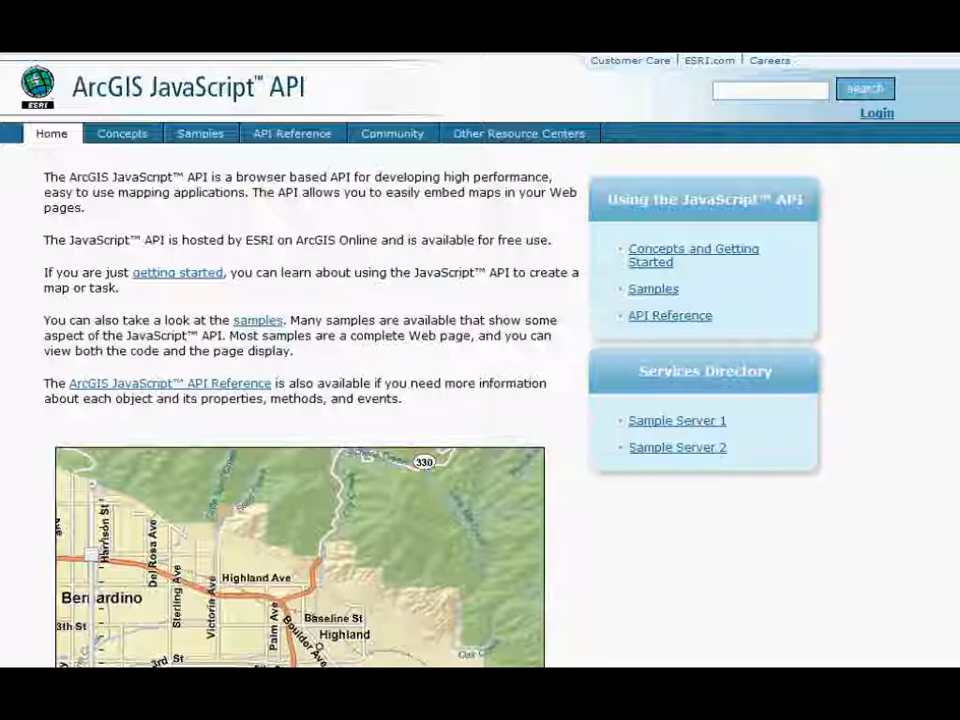 Customer Care | ESRI.com | Careers
ESRI
ArcGIS JavaScript™ API
search
Login
Home
Concepts
Samples
API Reference
Community
Other Resource Centers
The ArcGIS JavaScript™ API is a browser based API for developing high performance,
easy to use mapping applications. The API allows you to easily embed maps in your Web
pages.
The JavaScript™ API is hosted by ESRI on ArcGIS Online and is available for free use.
If you are just getting started, you can learn about using the JavaScript™ API to create a
map or task.
You can also take a look at the samples. Many samples are available that show some
aspect of the JavaScript™ API. Most samples are a complete Web page, and you can
view both the code and the page display.
The ArcGIS JavaScript™ API Reference is also available if you need more information
about each object and its properties, methods, and events.
Using the JavaScript™ API
Concepts and Getting
Started
Samples
API Reference
Services Directory
Sample Server 1
Sample Server 2
330
Harrison St
Del Rosa Ave
Sterling Ave
Victoria Ave
Highland Ave
Bernardino
Palm Ave
Baseline St
3th St
Boulder Ave
Highland
3rd St